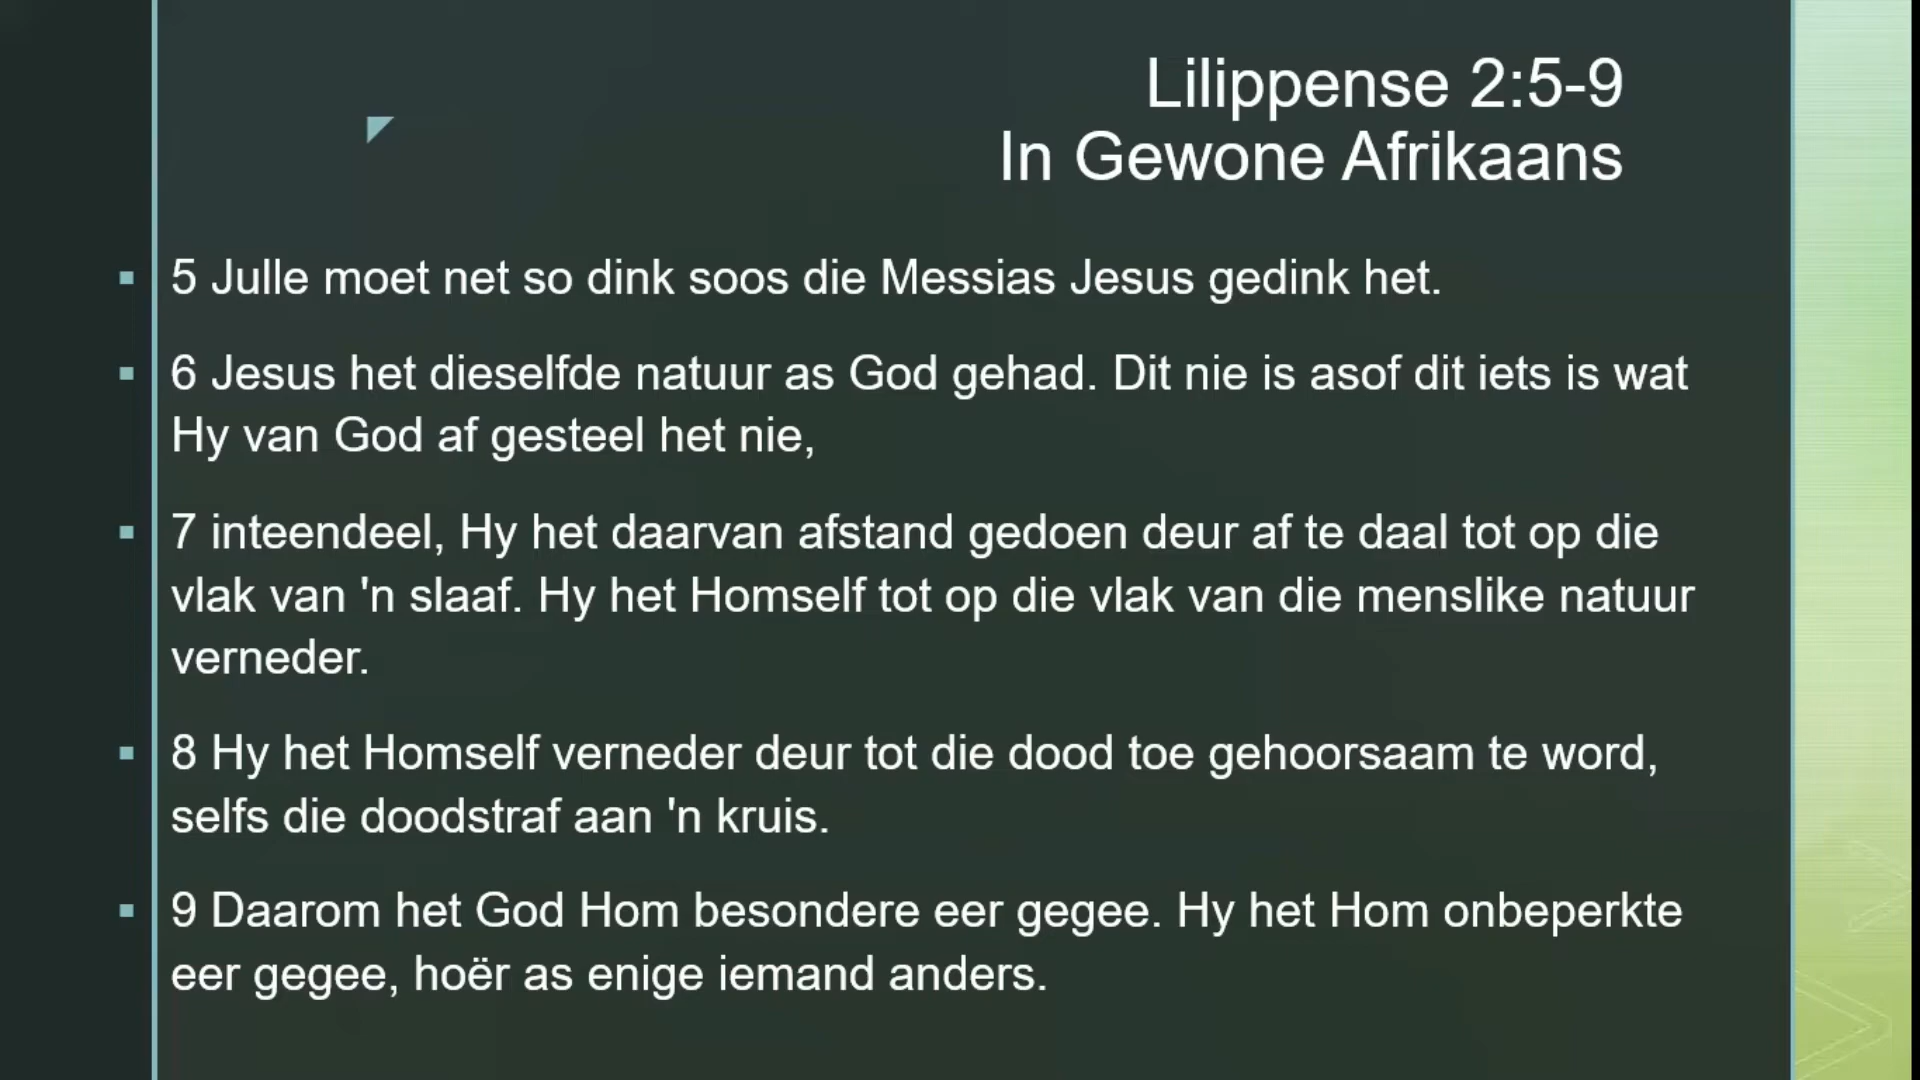 Lilippense 2:5-9
In Gewone Afrikaans
5 Julle moet net so dink soos die Messias Jesus gedink het.
6 Jesus het dieselfde natuur as God gehad. Dit nie is asof dit iets is wat
Hy van God af gesteel het nie,
7 inteendeel, Hy het daarvan afstand gedoen deur af te daal tot op die
vlak van 'n slaaf. Hy het Homself tot op die vlak van die menslike natuur
verneder.
8 Hy het Homself verneder deur tot die dood toe gehoorsaam te word,
selfs die doodstraf aan 'n kruis.
9 Daarom het God Hom besondere eer gegee. Hy het Hom onbeperkte
eer gegee, hoër as enige iemand anders.